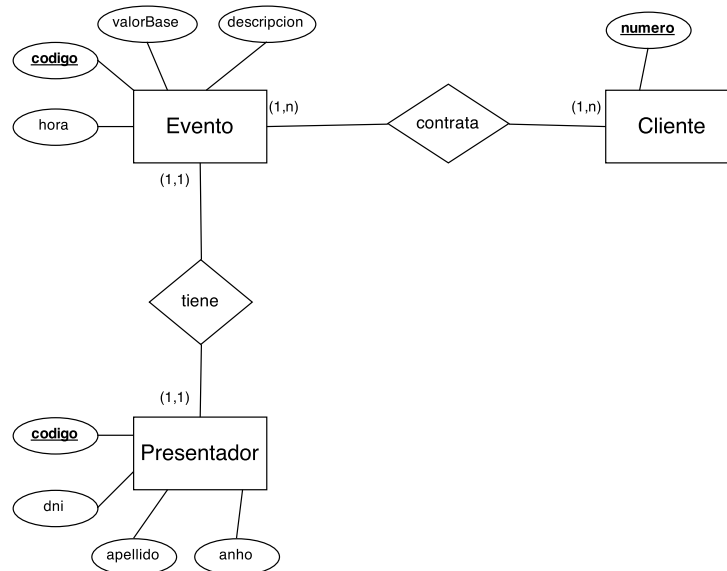 valorBase
descripcion
numero
codigo
hora
Evento
(1,n)
contrata
(1,n)
Cliente
(1,1)
tiene
(1,1)
codigo
Presentador
dni
apellido
anho